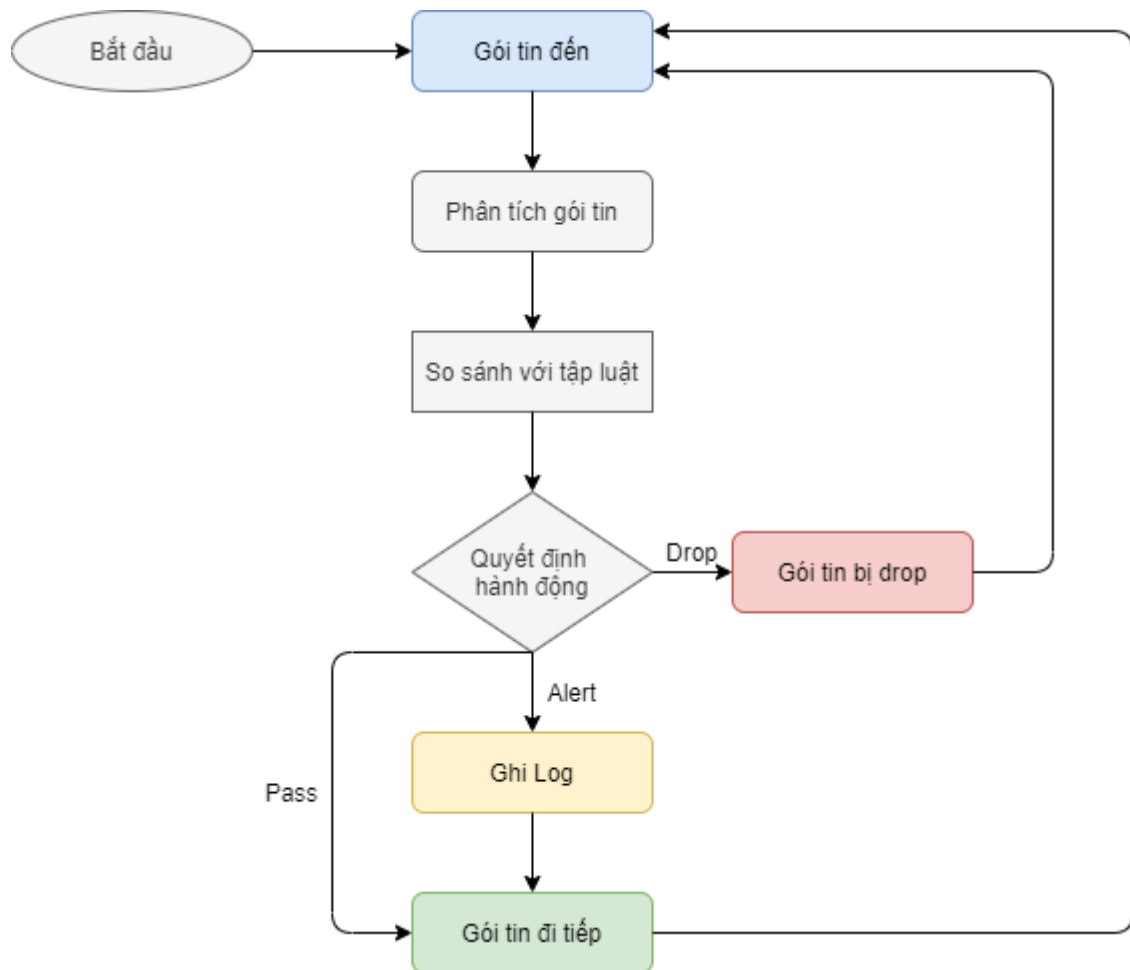 Bắt đầu
Gói tin đến
Phân tích gói tin
So sánh với tập luật
Quyết định
hành động
Drop
Gói tin bị drop
Alert
Ghi Log
Pass
Gói tin đi tiếp